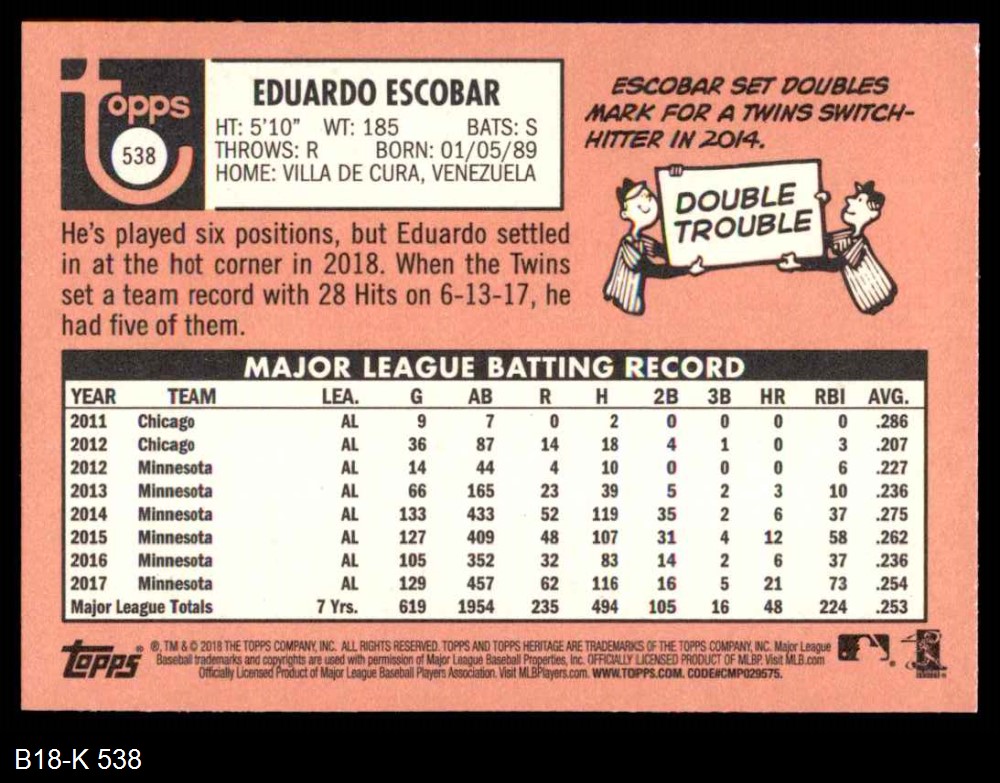 Topps
538
EDUARDO ESCOBAR
HT: 5'10" WT: 185 BATS: S
THROWS: R BORN: 01/05/89
HOME: VILLA DE CURA, VENEZUELA
ESCOBAR SET DOUBLES
MARK FOR A TWINS SWITCH-
HITTER IN 2014.
DOUBLE
TROUBLE
He's played six positions, but Eduardo settled
in at the hot corner in 2018. When the Twins
set a team record with 28 Hits on 6-13-17, he
had five of them.
MAJOR LEAGUE BATTING RECORD
YEAR TEAM LEA. G AB R H 2B 3B HR RBI AVG.
2011 Chicago AL 9 7 0 2 0 0 0 0 .286
2012 Chicago AL 36 87 14 18 4 1 0 3 .207
2012 Minnesota AL 14 44 4 10 0 0 0 6 .227
2013 Minnesota AL 66 165 23 39 5 2 3 10 .236
2014 Minnesota AL 133 433 52 119 35 2 6 37 .275
2015 Minnesota AL 127 409 48 107 31 4 12 58 .262
2016 Minnesota AL 105 352 32 83 14 2 6 37 .236
2017 Minnesota AL 129 457 62 116 16 5 21 73 .254
Major League Totals 7 Yrs. 619 1954 235 494 105 16 48 224 .253
Topps® ®, TM & © 2018 THE TOPPS COMPANY, INC. ALL RIGHTS RESERVED. TOPPS AND TOPPS HERITAGE ARE TRADEMARKS OF THE TOPPS COMPANY, INC. Major League
Baseball trademarks and copyrights are used with permission of Major League Baseball Properties, Inc. OFFICIALLY LICENSED PRODUCT OF MLBP. Visit MLB.com
Officially Licensed Product of Major League Baseball Players Association. Visit MLBPlayers.com. WWW.TOPPS.COM. CODE#CMP029575.
B18-K 538